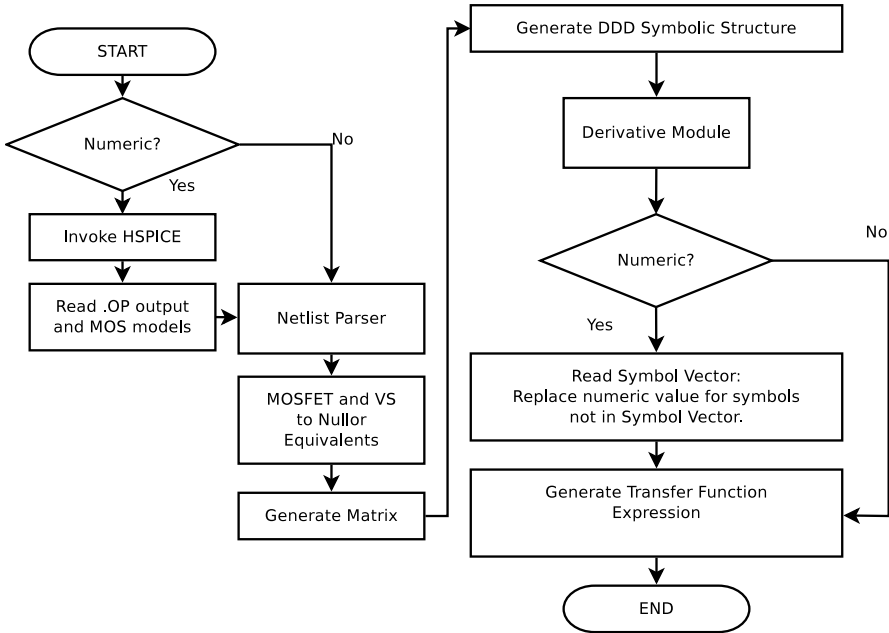 START
Numeric?
No
Yes
Invoke HSPICE
Read .OP output
and MOS models
Netlist Parser
MOSFET and VS
to Nullor
Equivalents
Generate Matrix
Generate DDD Symbolic Structure
Derivative Module
Numeric?
No
Yes
Read Symbol Vector:
Replace numeric value for symbols
not in Symbol Vector.
Generate Transfer Function
Expression
END